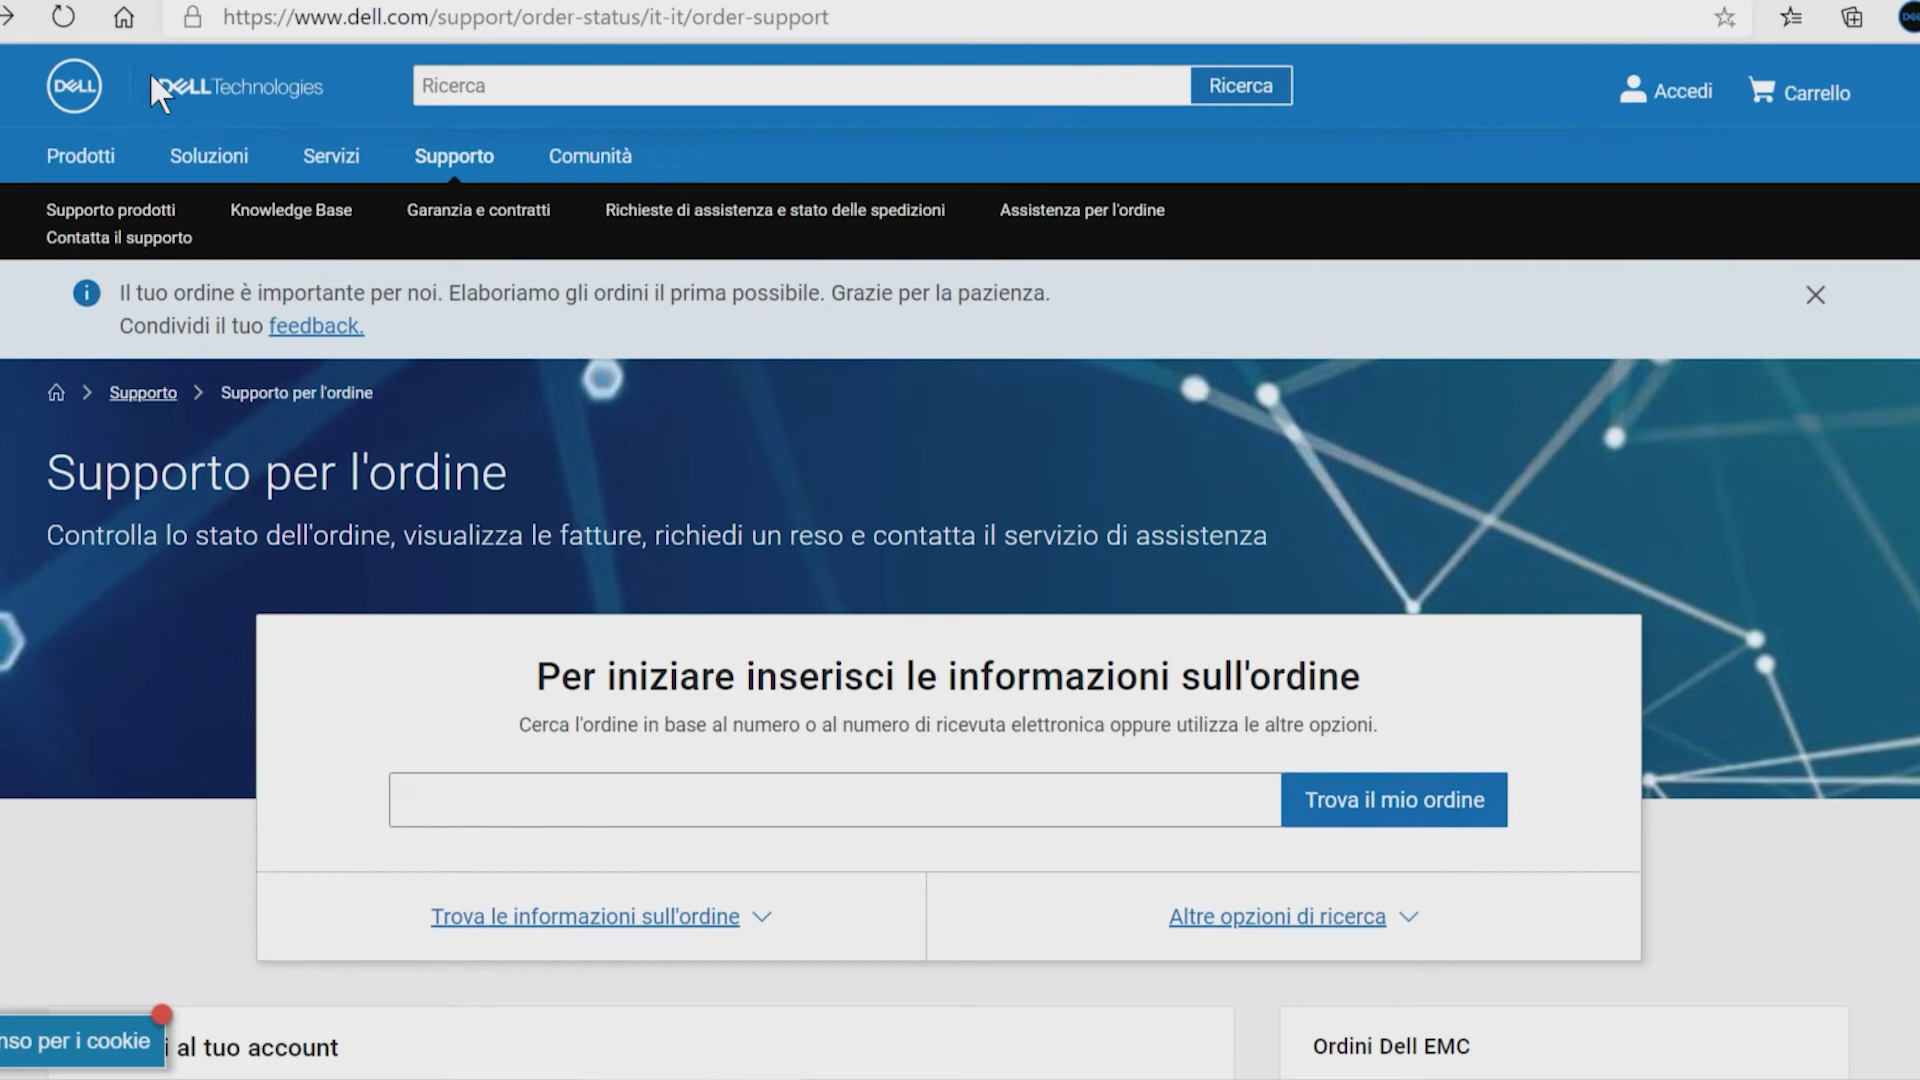 https://www.dell.com/support/order-status/it-it/order-support
DELL
DELL Technologies
Ricerca
Ricerca
Accedi
Carrello
Prodotti
Soluzioni
Servizi
Supporto
Comunità
Supporto prodotti
Knowledge Base
Garanzia e contratti
Richieste di assistenza e stato delle spedizioni
Assistenza per l'ordine
Contatta il supporto
Il tuo ordine è importante per noi. Elaboriamo gli ordini il prima possibile. Grazie per la pazienza.
Condividi il tuo feedback.
Supporto
Supporto per l'ordine
Supporto per l'ordine
Controlla lo stato dell'ordine, visualizza le fatture, richiedi un reso e contatta il servizio di assistenza
Per iniziare inserisci le informazioni sull'ordine
Cerca l'ordine in base al numero o al numero di ricevuta elettronica oppure utilizza le altre opzioni.
Trova il mio ordine
Trova le informazioni sull'ordine
Altre opzioni di ricerca
nso per i cookie
i al tuo account
Ordini Dell EMC